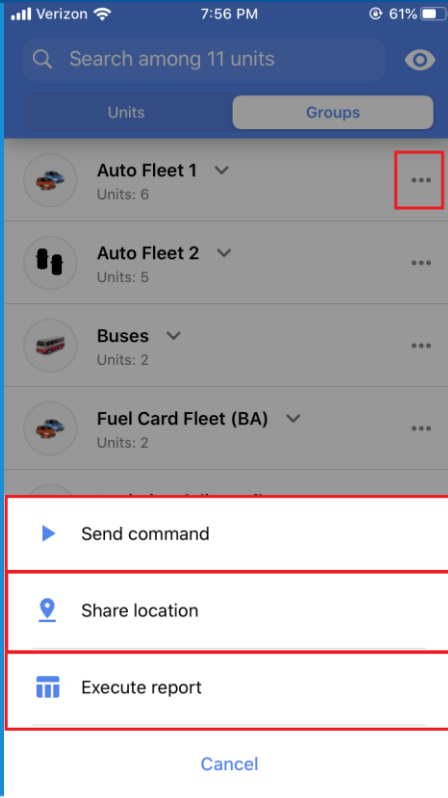 Verizon 7:56 PM 61%
Search among 11 units
Units Groups
Auto Fleet 1
Units: 6
Auto Fleet 2
Units: 5
Buses
Units: 2
Fuel Card Fleet (BA)
Units: 2
Send command
Share location
Execute report
Cancel